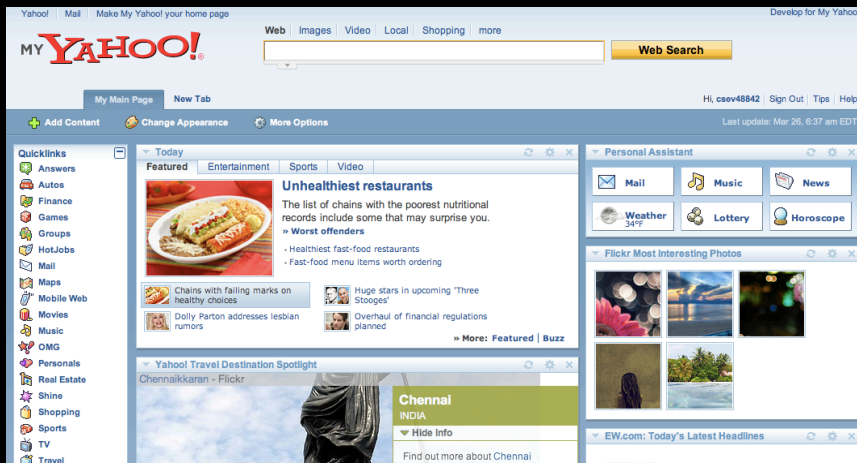 Yahoo! Mail Make My Yahoo! your home page
Develop for My Yahoo
MY YAHOO!
Web Images Video Local Shopping more
Web Search
My Main Page New Tab
Hi, csev48842 Sign Out Tips Help
Add Content Change Appearance More Options
Last update: Mar 26, 6:37 am EDT
Quicklinks
Answers
Autos
Finance
Games
Groups
HotJobs
Mail
Maps
Mobile Web
Movies
Music
OMG
Personals
Real Estate
Shine
Shopping
Sports
TV
Travel
Today
Featured Entertainment Sports Video
Unhealthiest restaurants
The list of chains with the poorest nutritional
records include some that may surprise you.
» Worst offenders
- Healthiest fast-food restaurants
- Fast-food menu items worth ordering
Chains with failing marks on
healthy choices
Huge stars in upcoming 'Three
Stooges'
Dolly Parton addresses lesbian
rumors
Overhaul of financial regulations
planned
» More: Featured | Buzz
Yahoo! Travel Destination Spotlight
Chennaikkaran - Flickr
Chennai
INDIA
Hide Info
Find out more about Chennai
Personal Assistant
Mail Music News
Weather
34°F
Lottery Horoscope
Flickr Most Interesting Photos
EW.com: Today's Latest Headlines